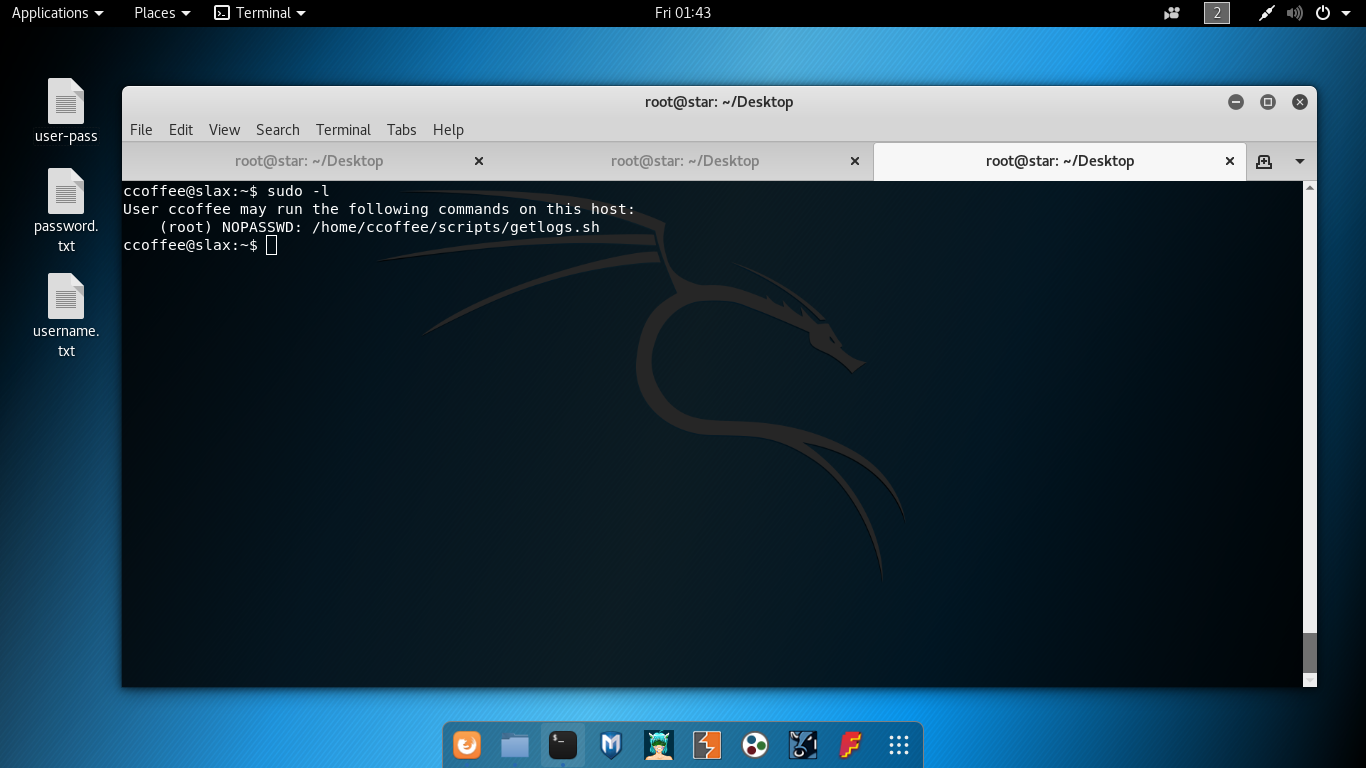 Applications Places Terminal Fri 01:43 2
user-pass
password.
txt
username.
txt
root@star: ~/Desktop
File Edit View Search Terminal Tabs Help
root@star: ~/Desktop root@star: ~/Desktop root@star: ~/Desktop
ccoffee@slax:~$ sudo -l
User ccoffee may run the following commands on this host:
    (root) NOPASSWD: /home/ccoffee/scripts/getlogs.sh
ccoffee@slax:~$